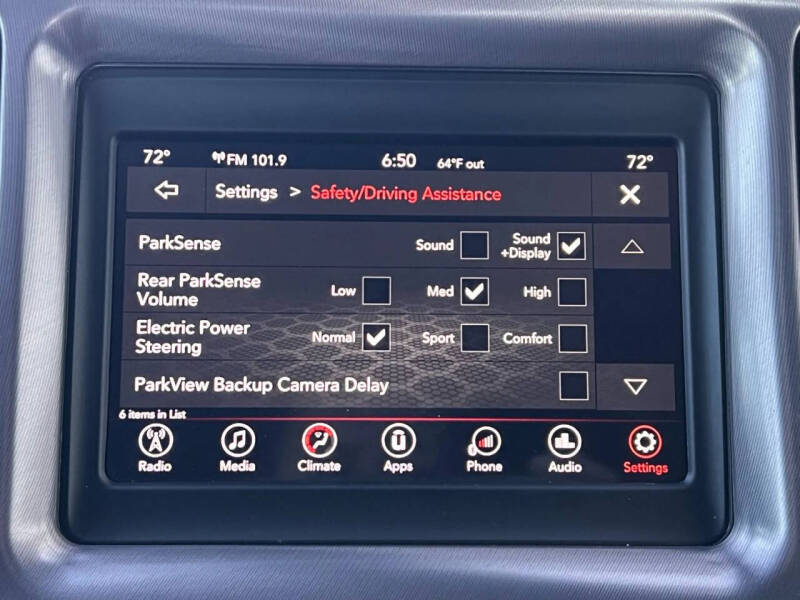 72° FM 101.9 6:50 64°F out 72°
Settings > Safety/Driving Assistance
ParkSense Sound Sound
+Display
Rear ParkSense
Volume Low Med High
Electric Power
Steering Normal Sport Comfort
ParkView Backup Camera Delay
6 items in List
Radio Media Climate Apps Phone Audio Settings